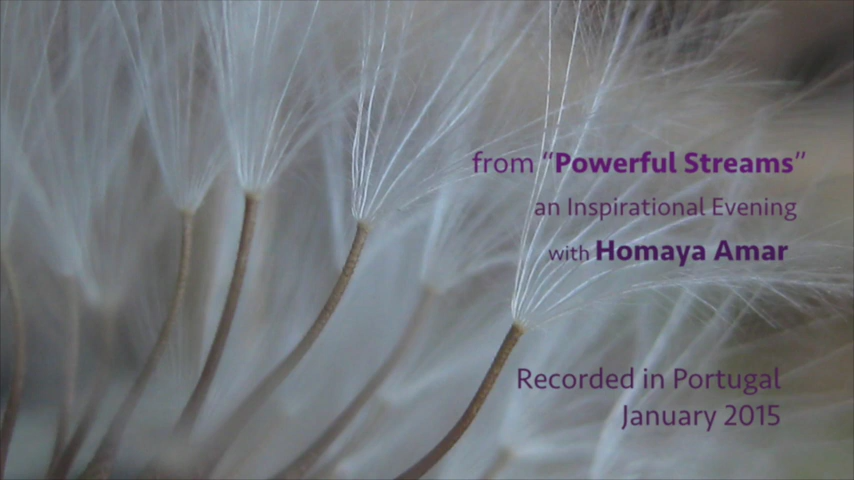 from “Powerful Streams”
an Inspirational Evening
with Homaya Amar
Recorded in Portugal
January 2015